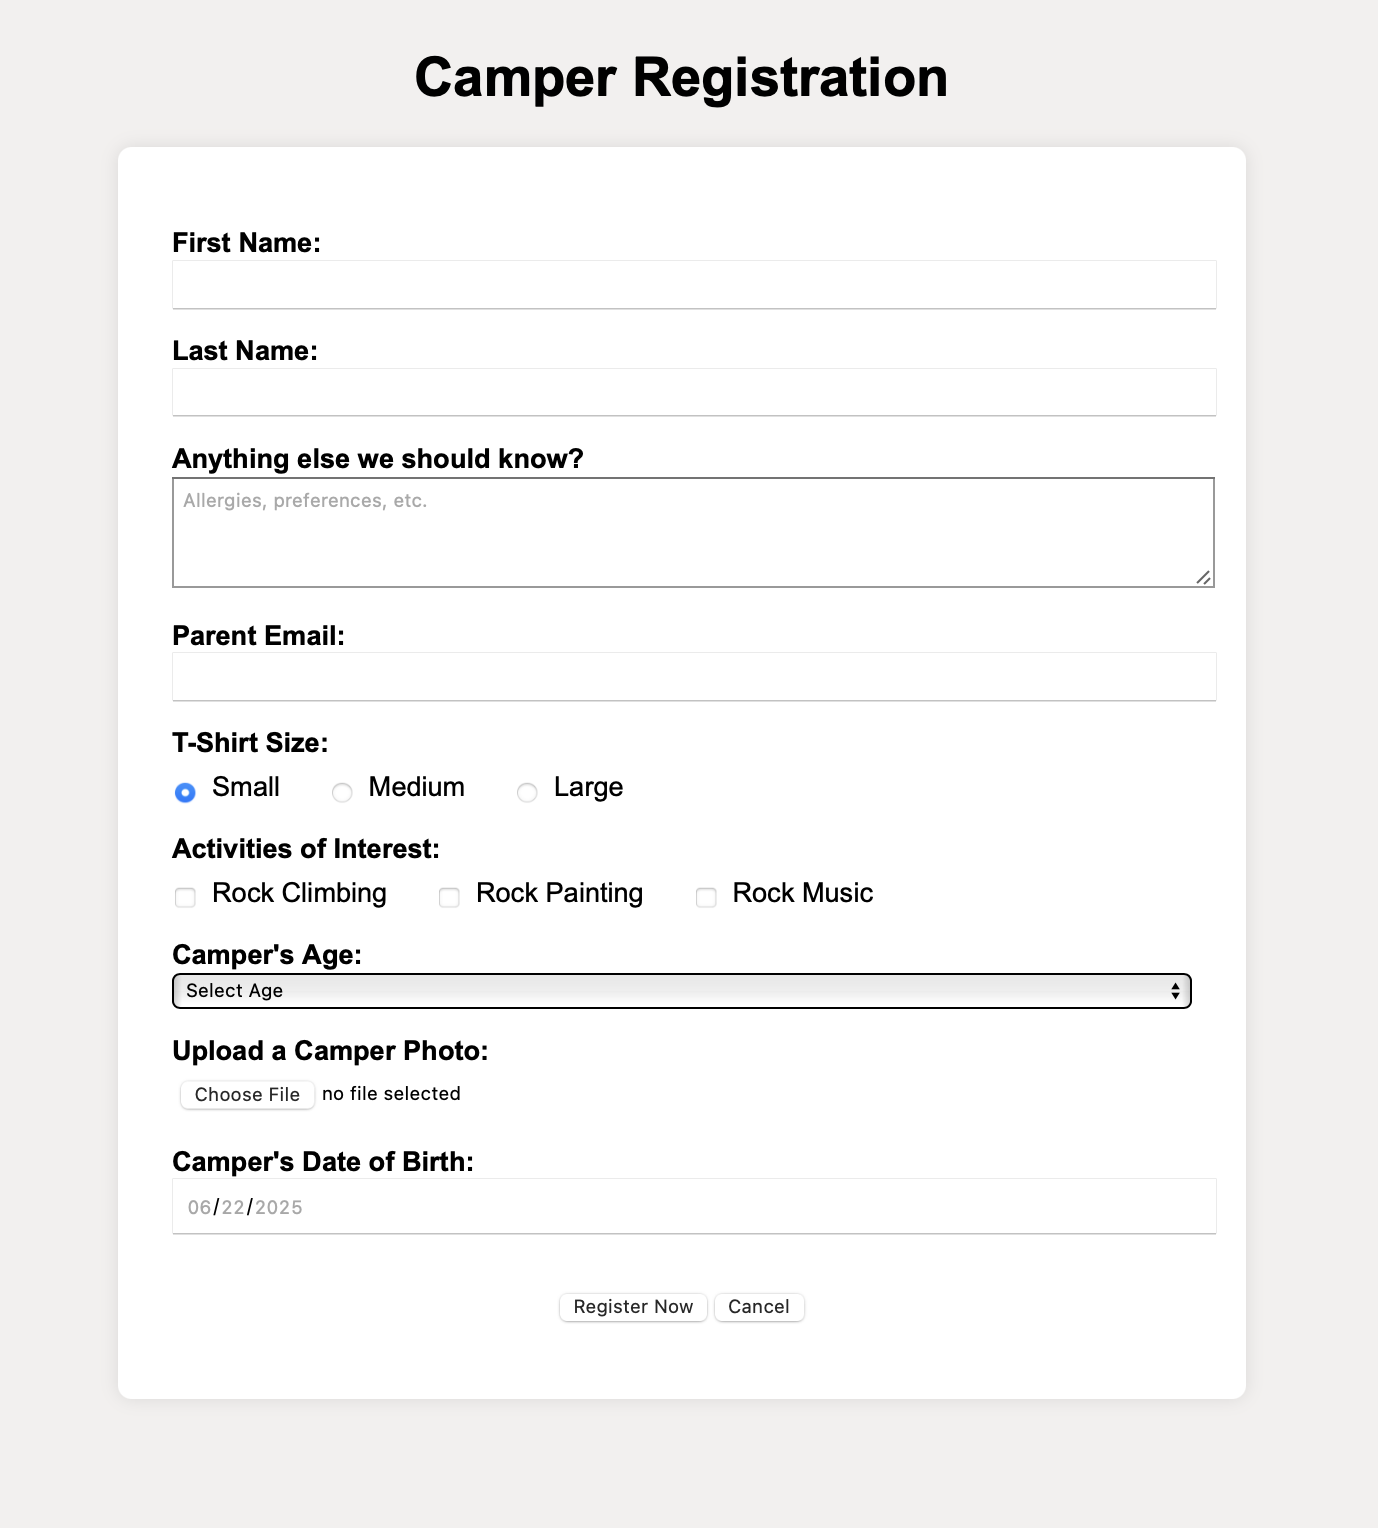 Camper Registration
First Name:
Last Name:
Anything else we should know?
Allergies, preferences, etc.
Parent Email:
T-Shirt Size:
Small Medium Large
Activities of Interest:
Rock Climbing Rock Painting Rock Music
Camper's Age:
Select Age
Upload a Camper Photo:
Choose File no file selected
Camper's Date of Birth:
06/22/2025
Register Now Cancel